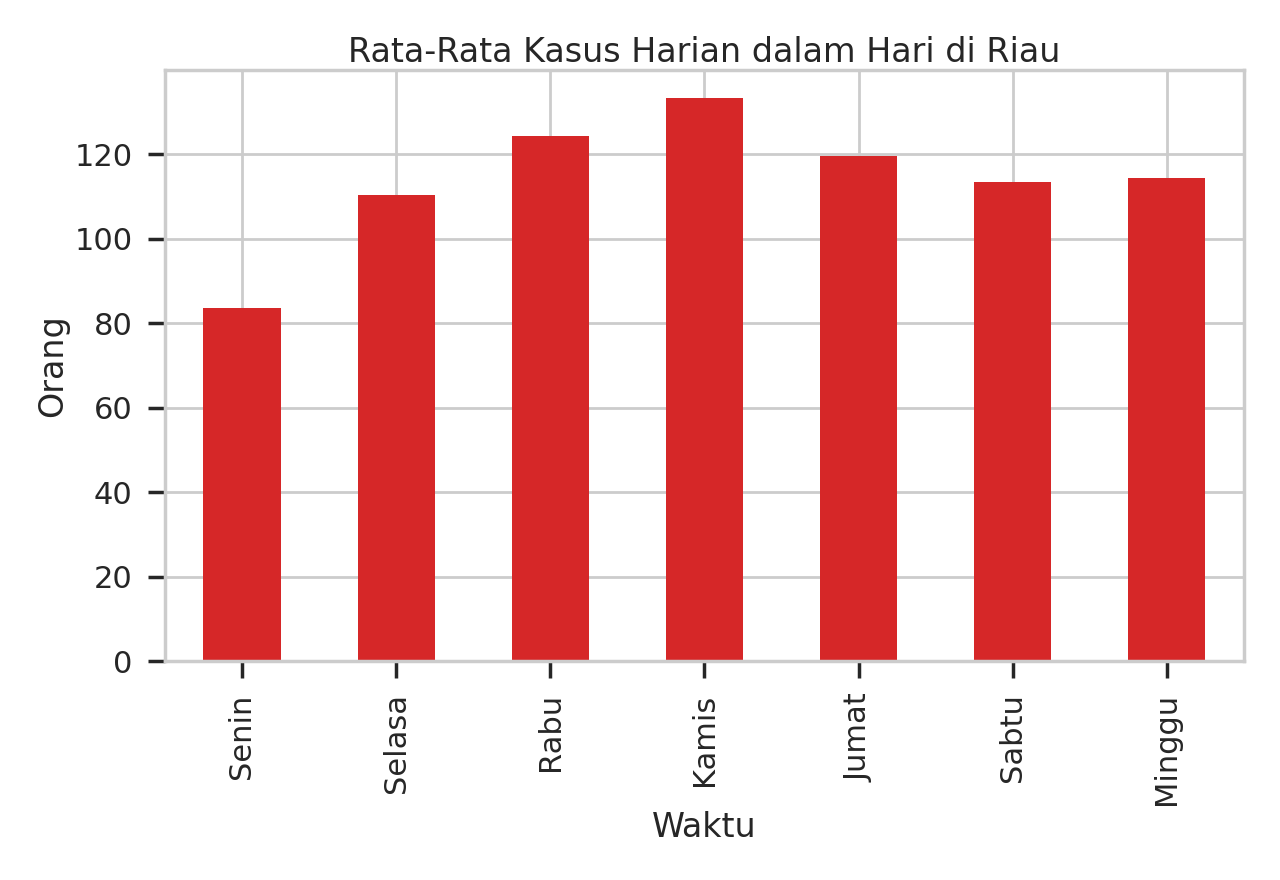 Rata-Rata Kasus Harian dalam Hari di Riau
120
100
80
60
40
20
0
Orang
Senin
Selasa
Rabu
Kamis
Jumat
Sabtu
Minggu
Waktu